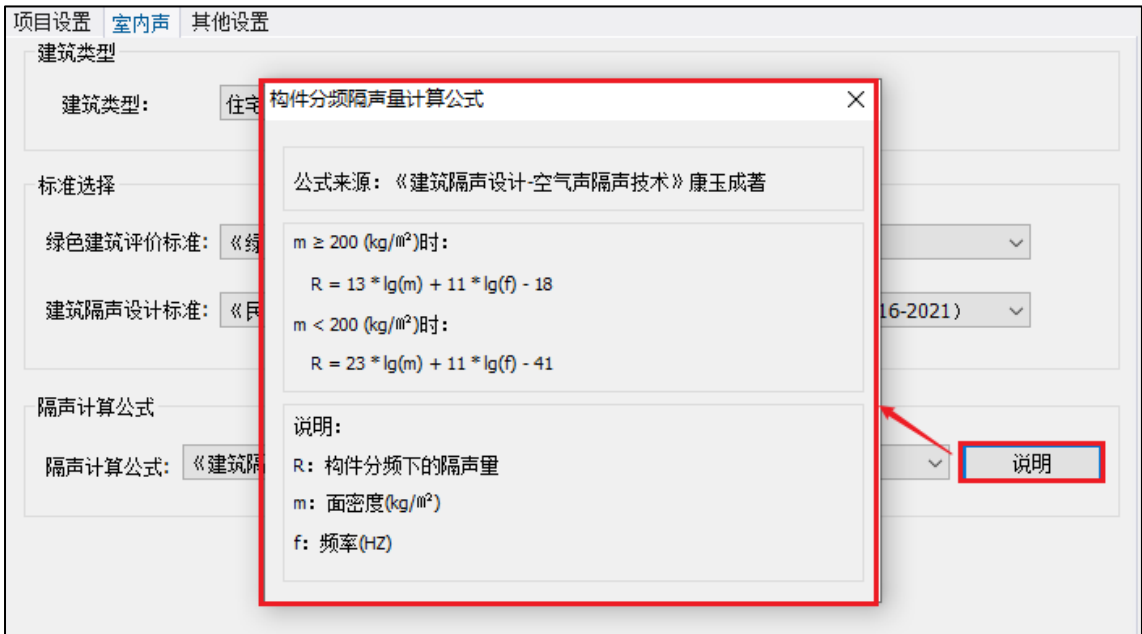 项目设置 室内声 其他设置
建筑类型
建筑类型: 住宅
构件分频隔声量计算公式
公式来源: 《建筑隔声设计-空气声隔声技术》康玉成著
标准选择
绿色建筑评价标准: 《绿
m ≥ 200 (kg/㎡)时:
R = 13 * lg(m) + 11 * lg(f) - 18
建筑隔声设计标准: 《民 16-2021)
m < 200 (kg/㎡)时:
R = 23 * lg(m) + 11 * lg(f) - 41
隔声计算公式
隔声计算公式: 《建筑隔 说明
说明:
R: 构件分频下的隔声量
m: 面密度(kg/㎡)
f: 频率(HZ)